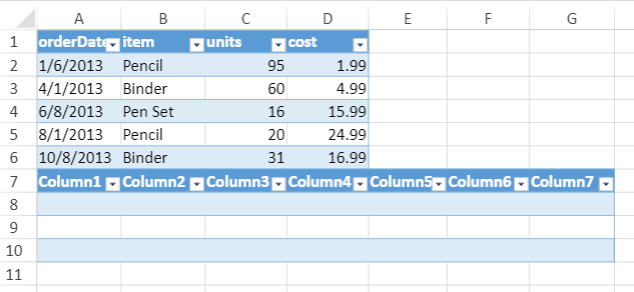 A B C D E F G
1 orderDate item units cost
2 1/6/2013 Pencil 95 1.99
3 4/1/2013 Binder 60 4.99
4 6/8/2013 Pen Set 16 15.99
5 8/1/2013 Pencil 20 24.99
6 10/8/2013 Binder 31 16.99
7 Column1 Column2 Column3 Column4 Column5 Column6 Column7
8
9
10
11